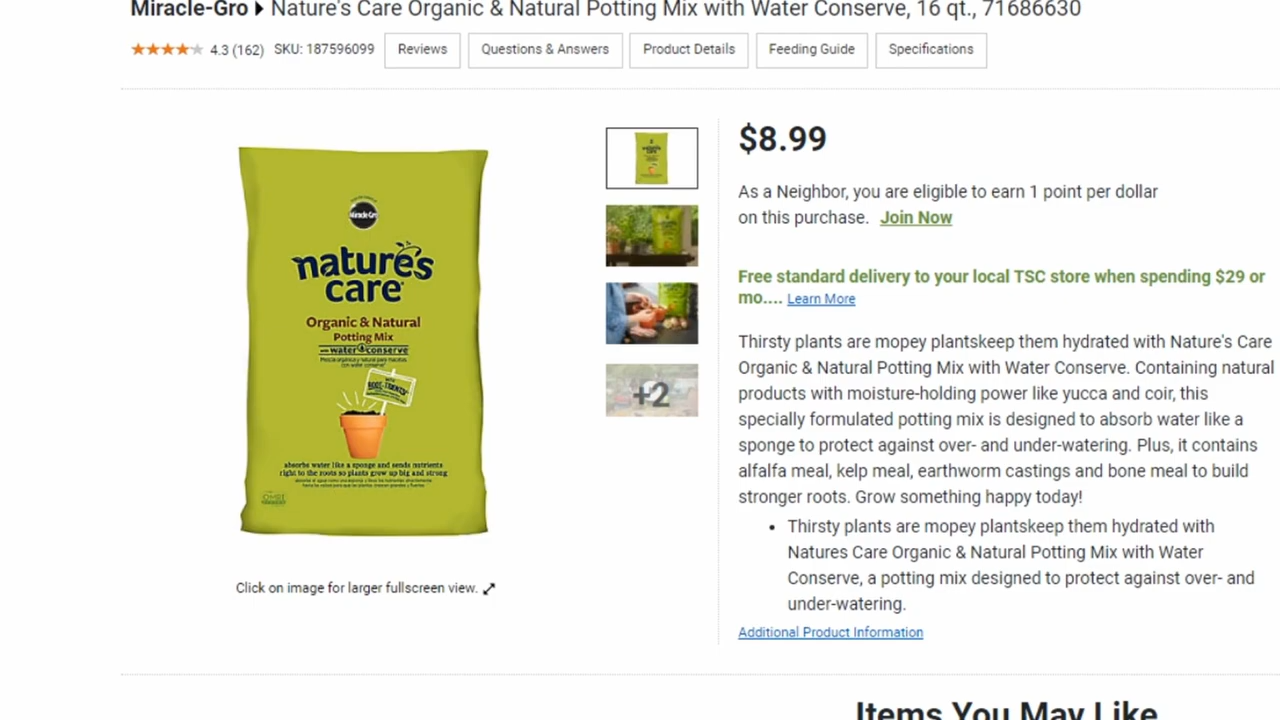 Miracle-Gro Nature's Care Organic & Natural Potting Mix with Water Conserve, 16 qt., 71686630
4.3 (162) SKU: 187596099 Reviews Questions & Answers Product Details Feeding Guide Specifications
Miracle-Gro
nature's
care
Organic & Natural
Potting Mix
with water conserve
absorbs water like a sponge and sends nutrients
right to the roots so plants grow up big and strong
Click on image for larger fullscreen view.
+2
$8.99
As a Neighbor, you are eligible to earn 1 point per dollar
on this purchase. Join Now
Free standard delivery to your local TSC store when spending $29 or
mo.... Learn More
Thirsty plants are mopey plantskeep them hydrated with Nature's Care
Organic & Natural Potting Mix with Water Conserve. Containing natural
products with moisture-holding power like yucca and coir, this
specially formulated potting mix is designed to absorb water like a
sponge to protect against over- and under-watering. Plus, it contains
alfalfa meal, kelp meal, earthworm castings and bone meal to build
stronger roots. Grow something happy today!
• Thirsty plants are mopey plantskeep them hydrated with
Natures Care Organic & Natural Potting Mix with Water
Conserve, a potting mix designed to protect against over- and
under-watering.
Additional Product Information
Items You May Like